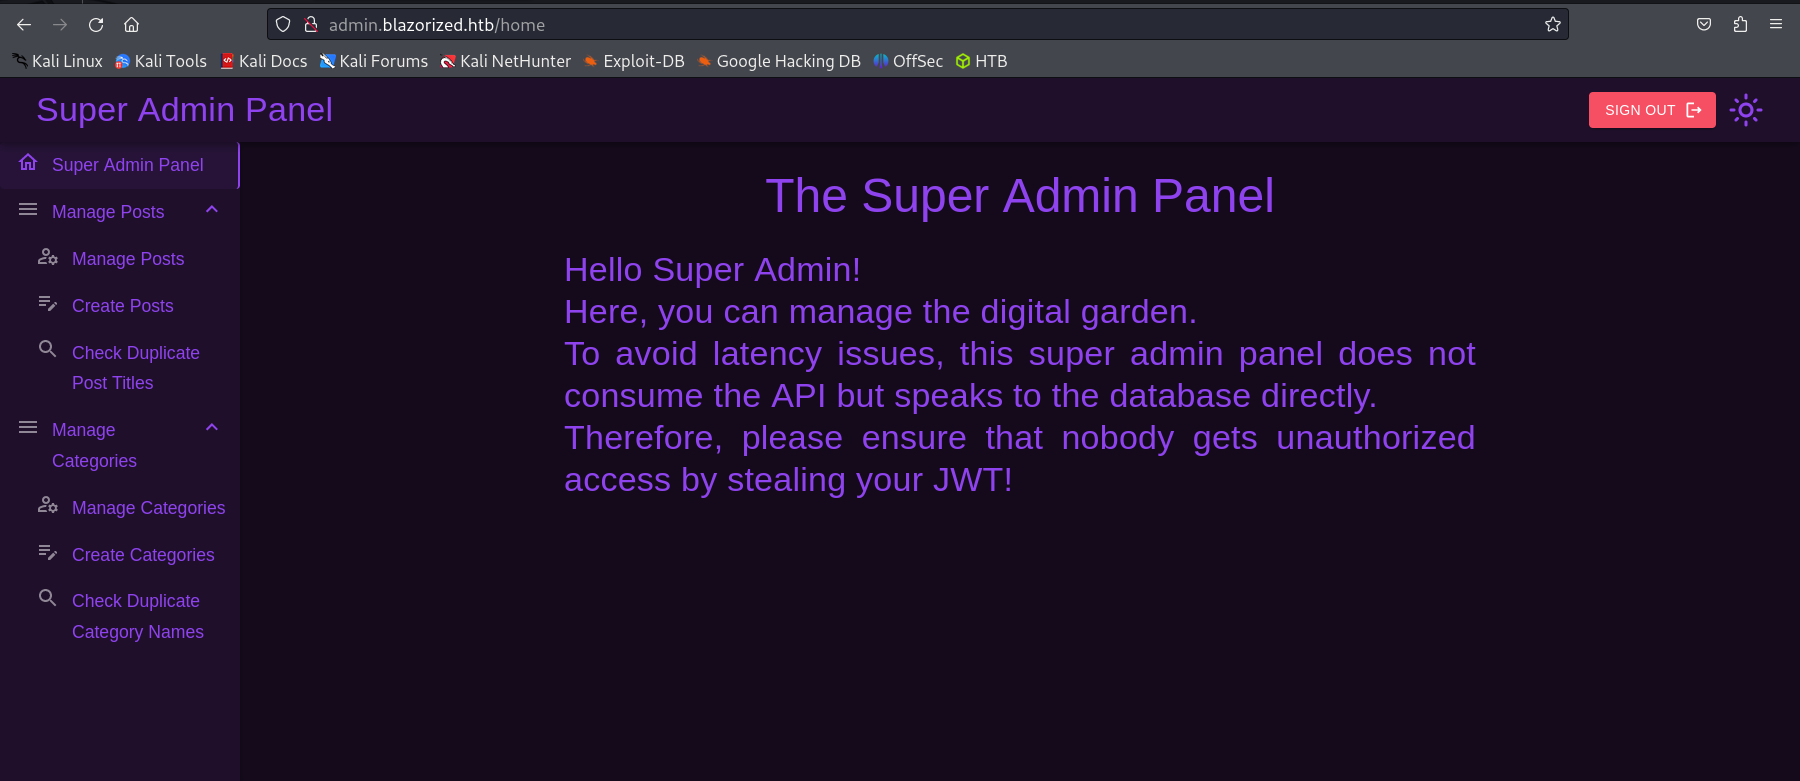 admin.blazorized.htb/home
Kali Linux Kali Tools Kali Docs Kali Forums Kali NetHunter Exploit-DB Google Hacking DB OffSec HTB
Super Admin Panel
SIGN OUT
Super Admin Panel
Manage Posts
Manage Posts
Create Posts
Check Duplicate
Post Titles
Manage
Categories
Manage Categories
Create Categories
Check Duplicate
Category Names
The Super Admin Panel
Hello Super Admin!
Here, you can manage the digital garden.
To avoid latency issues, this super admin panel does not
consume the API but speaks to the database directly.
Therefore, please ensure that nobody gets unauthorized
access by stealing your JWT!